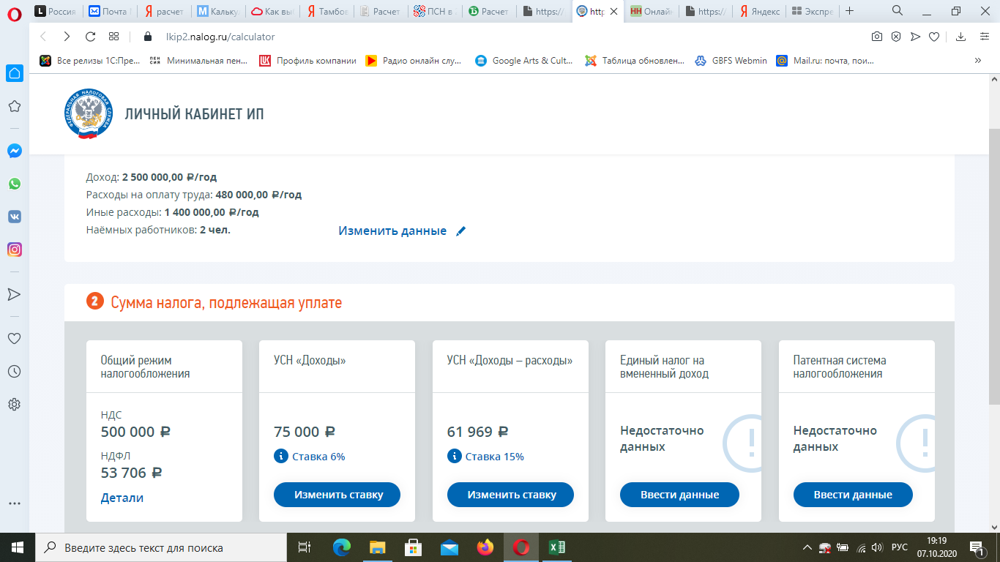 Россия
Почта
расчет
Кальку
Как вы
Тамбов
Расчет
ПСН в
Расчет
https:/
http
Онлайн
https:/
Яндекс
Экспре
lkip2.nalog.ru/calculator
Все релизы 1С:Пре...
Минимальная пен...
Профиль компании
Радио онлайн слу...
Google Arts & Cult...
Таблица обновлен...
GBFS Webmin
Mail.ru: почта, пои...
ФЕДЕРАЛЬНАЯ НАЛОГОВАЯ СЛУЖБА
ЛИЧНЫЙ КАБИНЕТ ИП
Доход: 2 500 000,00 ₽/год
Расходы на оплату труда: 480 000,00 ₽/год
Иные расходы: 1 400 000,00 ₽/год
Наёмных работников: 2 чел.
Изменить данные
2 Сумма налога, подлежащая уплате
Общий режим
налогообложения
НДС
500 000 ₽
НДФЛ
53 706 ₽
Детали
УСН «Доходы»
75 000 ₽
Ставка 6%
Изменить ставку
УСН «Доходы – расходы»
61 969 ₽
Ставка 15%
Изменить ставку
Единый налог на
вмененный доход
Недостаточно
данных
Ввести данные
Патентная система
налогообложения
Недостаточно
данных
Ввести данные
Введите здесь текст для поиска
РУС
19:19
07.10.2020
1